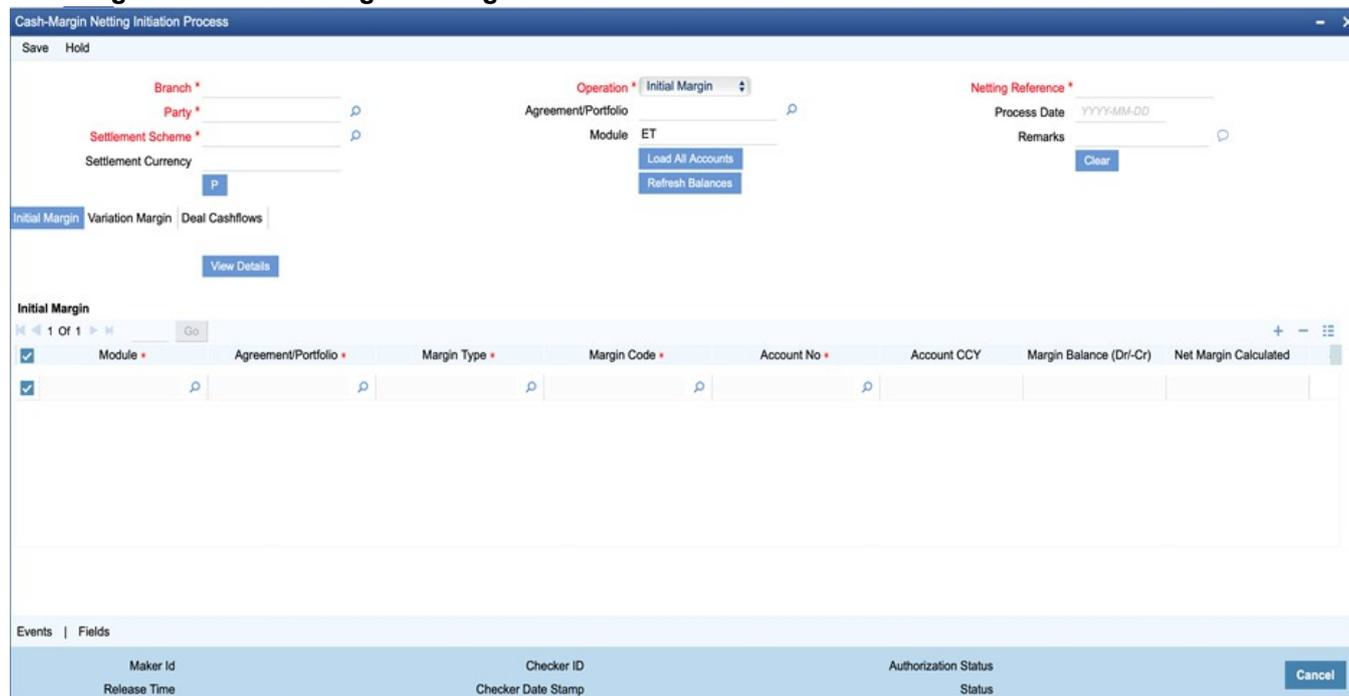 Cash-Margin Netting Initiation Process
Save Hold
Branch * Operation * Initial Margin Netting Reference *
Party * Agreement/Portfolio Process Date YYYY-MM-DD
Settlement Scheme * Module ET Remarks
Settlement Currency Load All Accounts Clear
P Refresh Balances
Initial Margin Variation Margin Deal Cashflows
View Details
Initial Margin
1 Of 1 Go
Module * Agreement/Portfolio * Margin Type * Margin Code * Account No * Account CCY Margin Balance (Dr/-Cr) Net Margin Calculated
Events | Fields
Maker Id Checker ID Authorization Status
Cancel
Release Time Checker Date Stamp Status